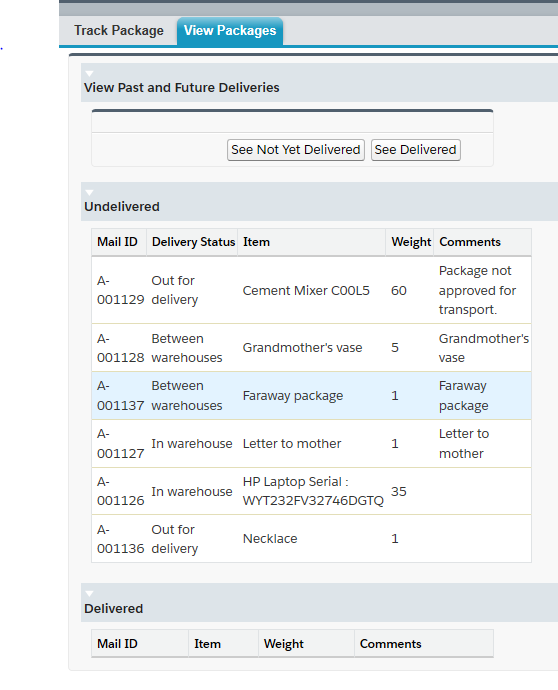 Track Package View Packages
View Past and Future Deliveries
See Not Yet Delivered See Delivered
Undelivered
Mail ID Delivery Status Item Weight Comments
A-001129 Out for delivery Cement Mixer C00L5 60 Package not approved for transport.
A-001128 Between warehouses Grandmother's vase 5 Grandmother's vase
A-001137 Between warehouses Faraway package 1 Faraway package
A-001127 In warehouse Letter to mother 1 Letter to mother
A-001126 In warehouse HP Laptop Serial : WYT232FV32746DGTQ 35
A-001136 Out for delivery Necklace 1
Delivered
Mail ID Item Weight Comments